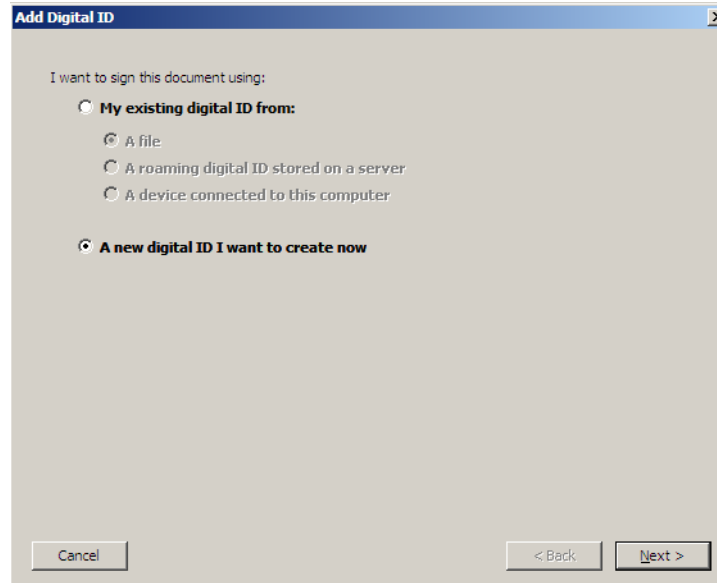 Add Digital ID
I want to sign this document using:
My existing digital ID from:
A file
A roaming digital ID stored on a server
A device connected to this computer
A new digital ID I want to create now
Cancel
< Back
Next >